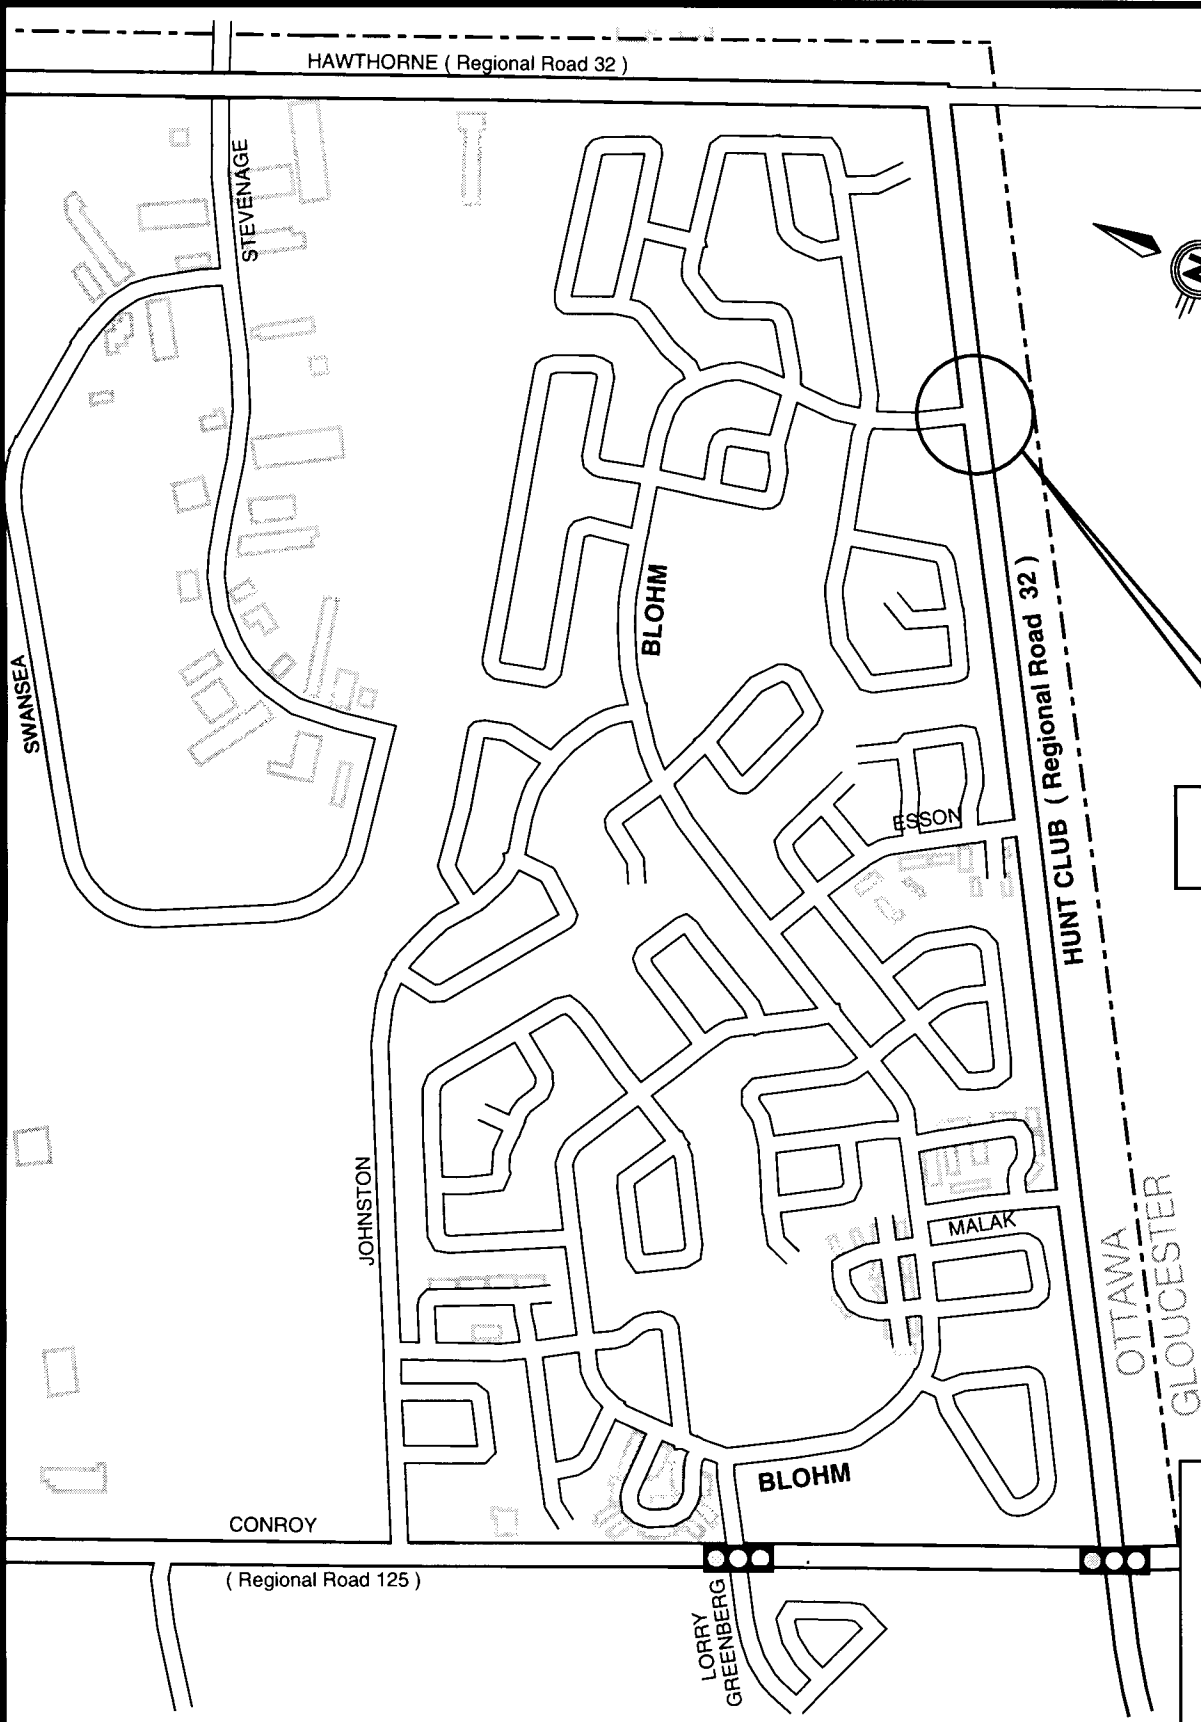 HAWTHORNE ( Regional Road 32 )
STEVENAGE
N
SWANSEA
BLOHM
HUNT CLUB ( Regional Road 32 )
ESSON
JOHNSTON
MALAK
OTTAWA
GLOUCESTER
BLOHM
CONROY
( Regional Road 125 )
LORRY
GREENBERG